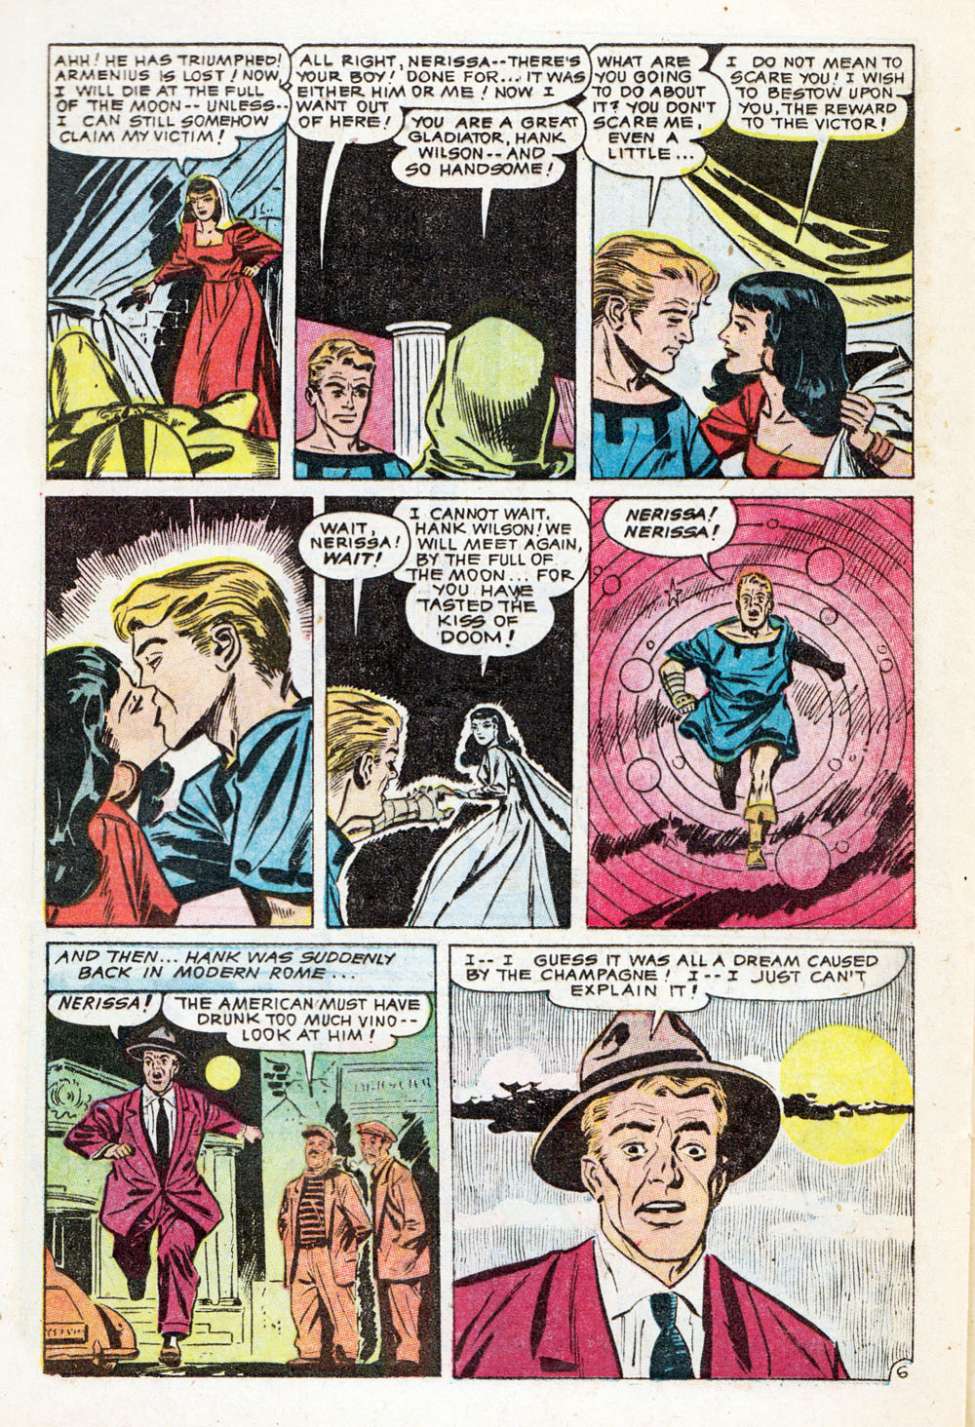 AHH! HE HAS TRIUMPHED!
ARMENIUS IS LOST! NOW,
I WILL DIE AT THE FULL
OF THE MOON-- UNLESS--
I CAN STILL SOMEHOW
CLAIM MY VICTIM!
ALL RIGHT, NERISSA--THERE'S
YOUR BOY! DONE FOR... IT WAS
EITHER HIM OR ME! NOW I
WANT OUT
OF HERE!
YOU ARE A GREAT
GLADIATOR, HANK
WILSON-- AND
SO HANDSOME!
WHAT ARE
YOU GOING
TO DO ABOUT
IT? YOU DON'T
SCARE ME,
EVEN A
LITTLE...
I DO NOT MEAN TO
SCARE YOU! I WISH
TO BESTOW UPON
YOU, THE REWARD
TO THE VICTOR!
WAIT,
NERISSA!
WAIT!
I CANNOT WAIT,
HANK WILSON! WE
WILL MEET AGAIN,
BY THE FULL OF
THE MOON... FOR
YOU HAVE
TASTED THE
KISS OF
DOOM!
NERISSA!
NERISSA!
AND THEN... HANK WAS SUDDENLY
BACK IN MODERN ROME...
NERISSA!
THE AMERICAN MUST HAVE
DRUNK TOO MUCH VINO--
LOOK AT HIM!
I-- I GUESS IT WAS ALL A DREAM CAUSED
BY THE CHAMPAGNE! I-- I JUST CAN'T
EXPLAIN IT!
6